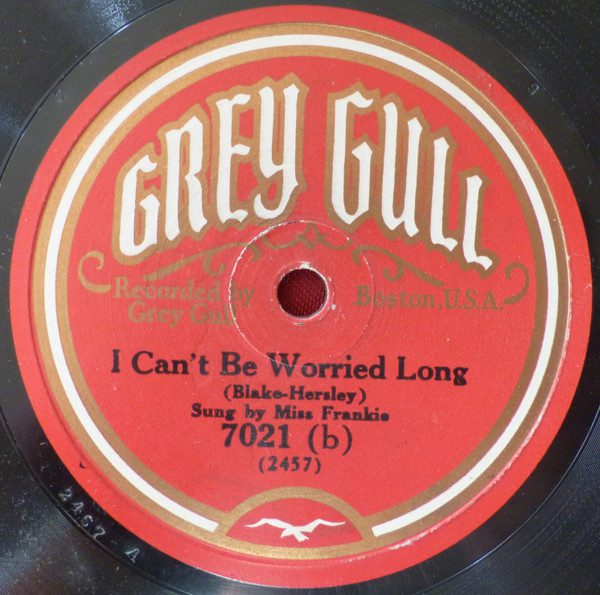 GREY GULL
Recorded by
Grey Gull
Boston, U.S.A.
I Can't Be Worried Long
(Blake-Hersley)
Sung by Miss Frankie
7021 (b)
(2457)
2457 A